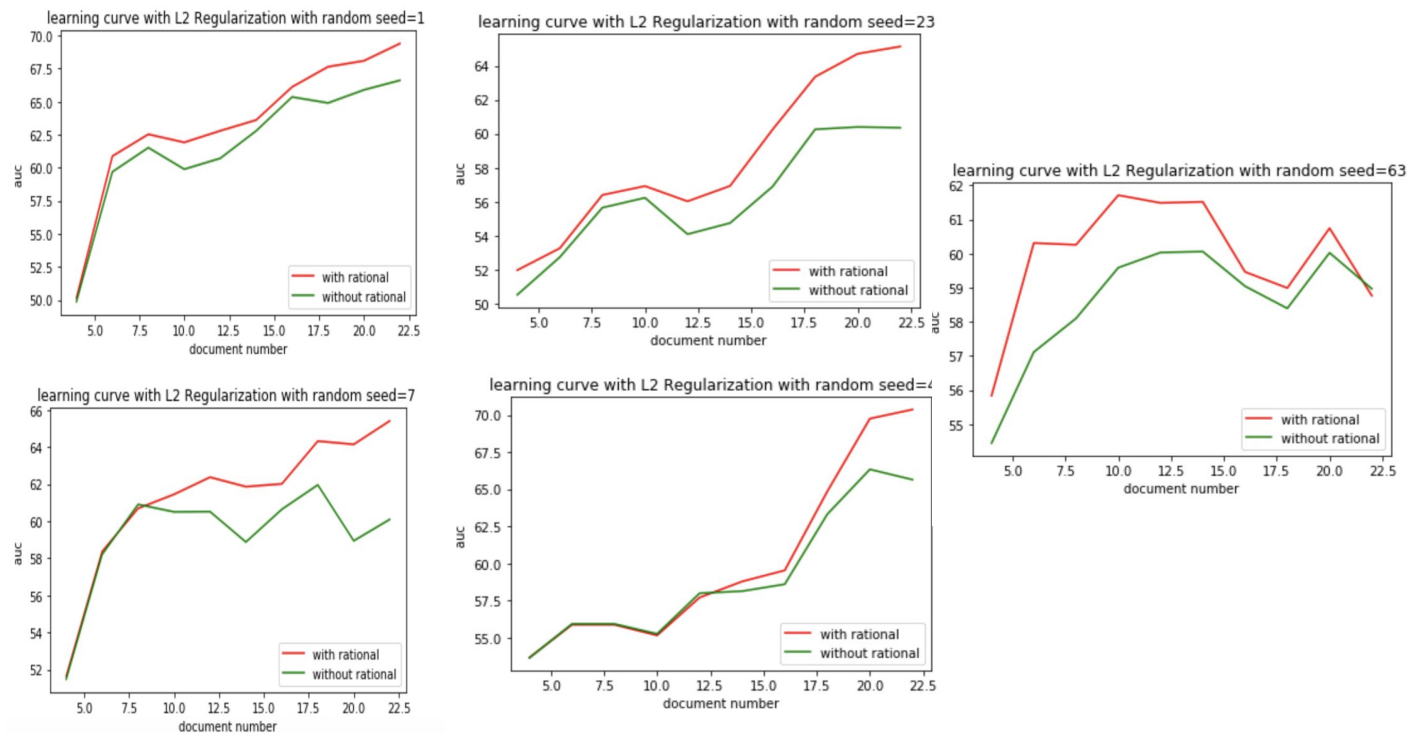 learning curve with L2 Regularization with random seed=1
70.0
67.5
65.0
62.5
60.0
57.5
55.0
52.5
50.0
auc
with rational
without rational
5.0 7.5 10.0 12.5 15.0 17.5 20.0 22.5
document number
learning curve with L2 Regularization with random seed=23
64
62
60
58
56
54
52
50
auc
with rational
without rational
5.0 7.5 10.0 12.5 15.0 17.5 20.0 22.5
document number
learning curve with L2 Regularization with random seed=63
62
61
60
59
58
57
56
55
auc
with rational
without rational
5.0 7.5 10.0 12.5 15.0 17.5 20.0 22.5
document number
learning curve with L2 Regularization with random seed=7
66
64
62
60
58
56
54
52
auc
with rational
without rational
5.0 7.5 10.0 12.5 15.0 17.5 20.0 22.5
document number
learning curve with L2 Regularization with random
70.0
67.5
65.0
62.5
60.0
57.5
55.0
auc
with rational
without rational
5.0 7.5 10.0 12.5 15.0 17.5 20.0 22.5
document number